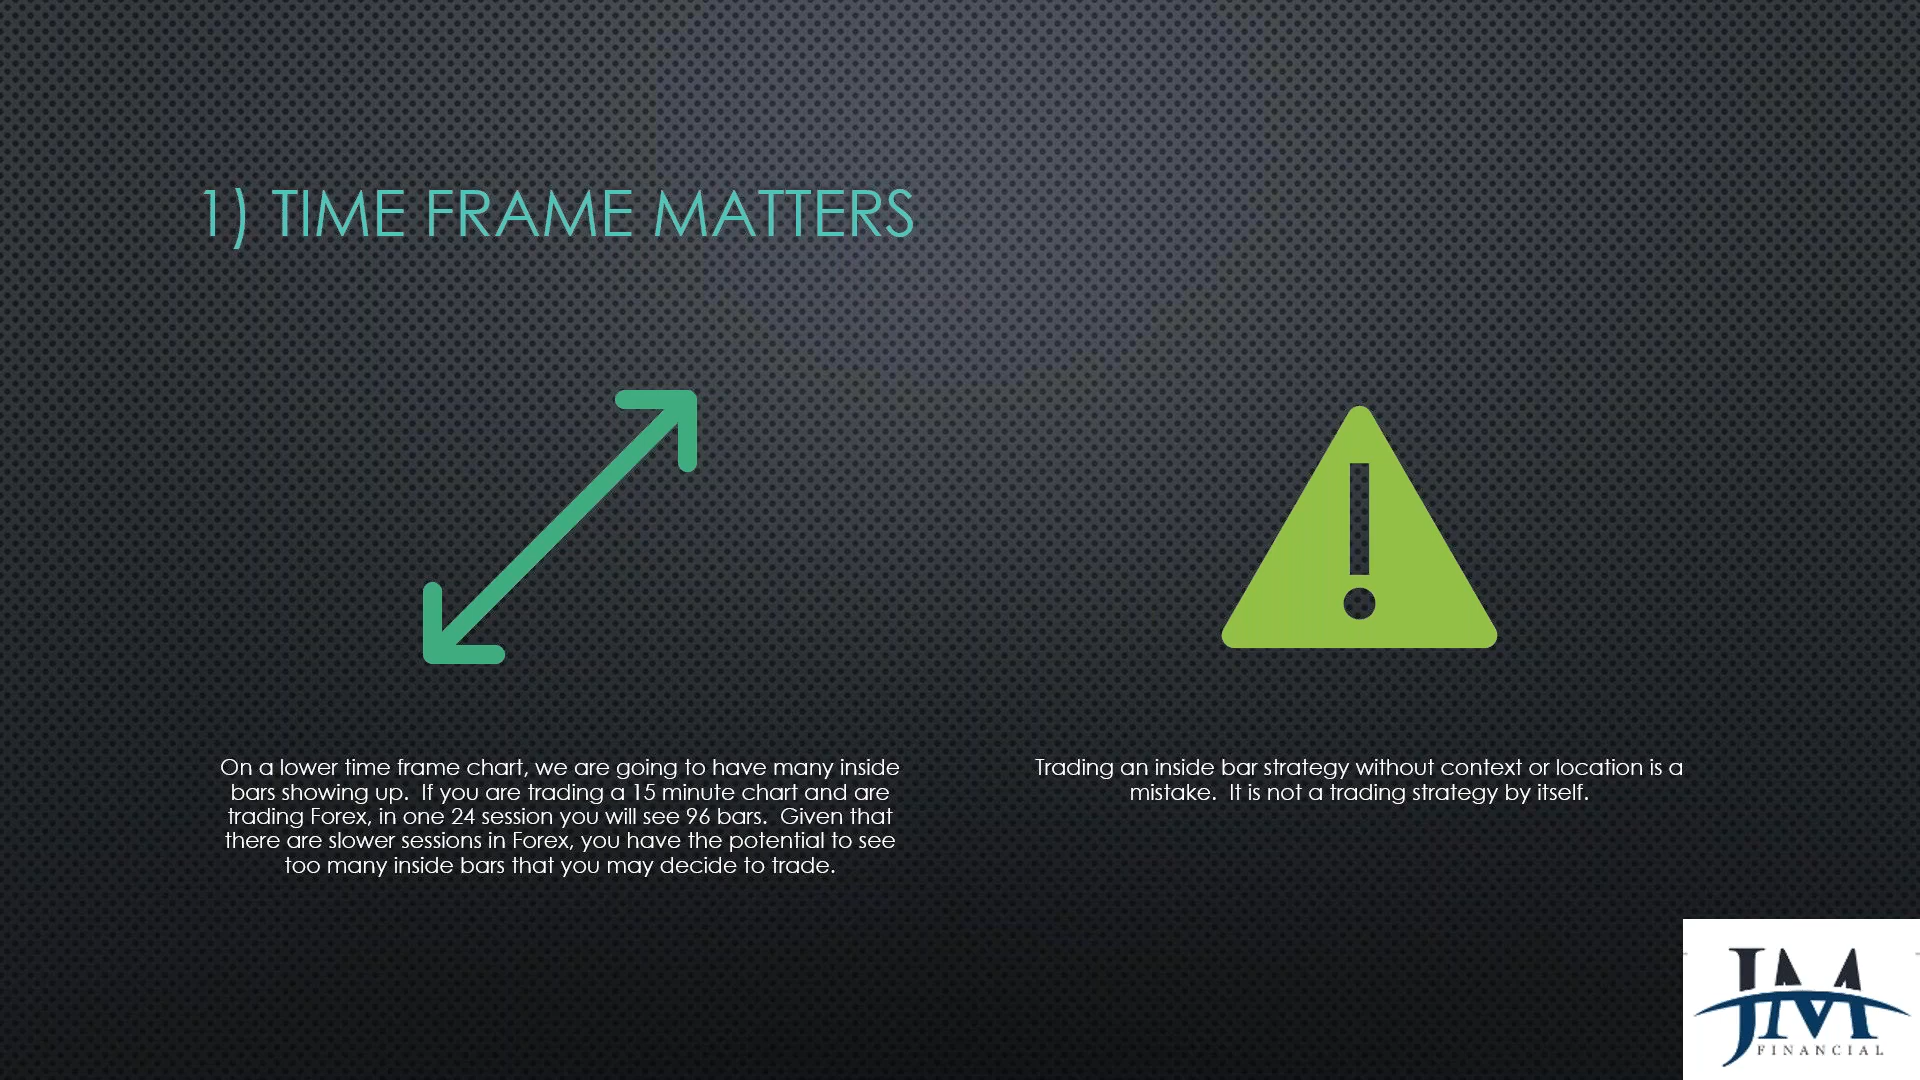 1) TIME FRAME MATTERS
On a lower time frame chart, we are going to have many inside
bars showing up.  If you are trading a 15 minute chart and are
trading Forex, in one 24 session you will see 96 bars.  Given that
there are slower sessions in Forex, you have the potential to see
too many inside bars that you may decide to trade.
Trading an inside bar strategy without context or location is a
mistake.  It is not a trading strategy by itself.
JM
FINANCIAL